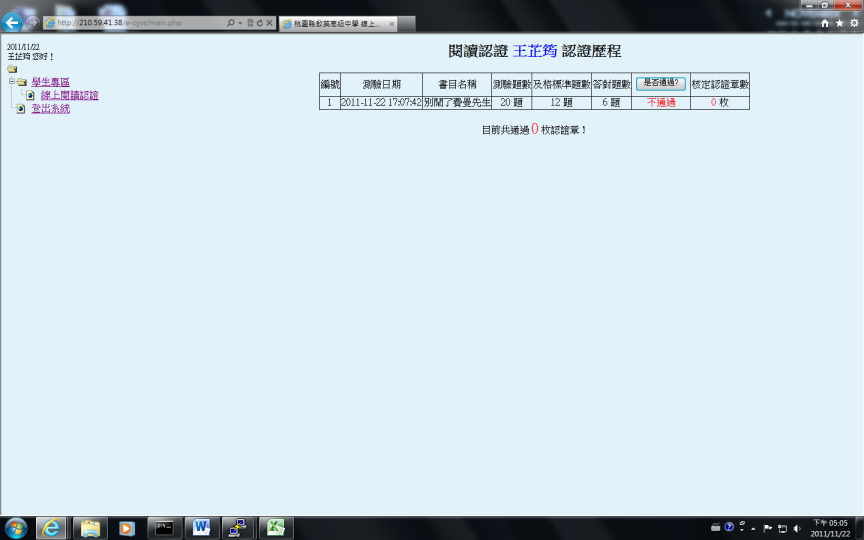 http://210.59.41.38/e-cyvs/main.php
桃園縣啟英高級中學 線上...
2011/11/22
王芷筠 您好！
學生專區
線上閱讀認證
登出系統
閱讀認證 王芷筠 認證歷程
編號 測驗日期 書目名稱 測驗題數 及格標準題數 答對題數 是否通過? 核定認證章數
1 2011-11-22 17:07:42 別鬧了費曼先生 20 題 12 題 6 題 不通過 0 枚
目前共通過 0 枚認證章！
下午 05:05
2011/11/22